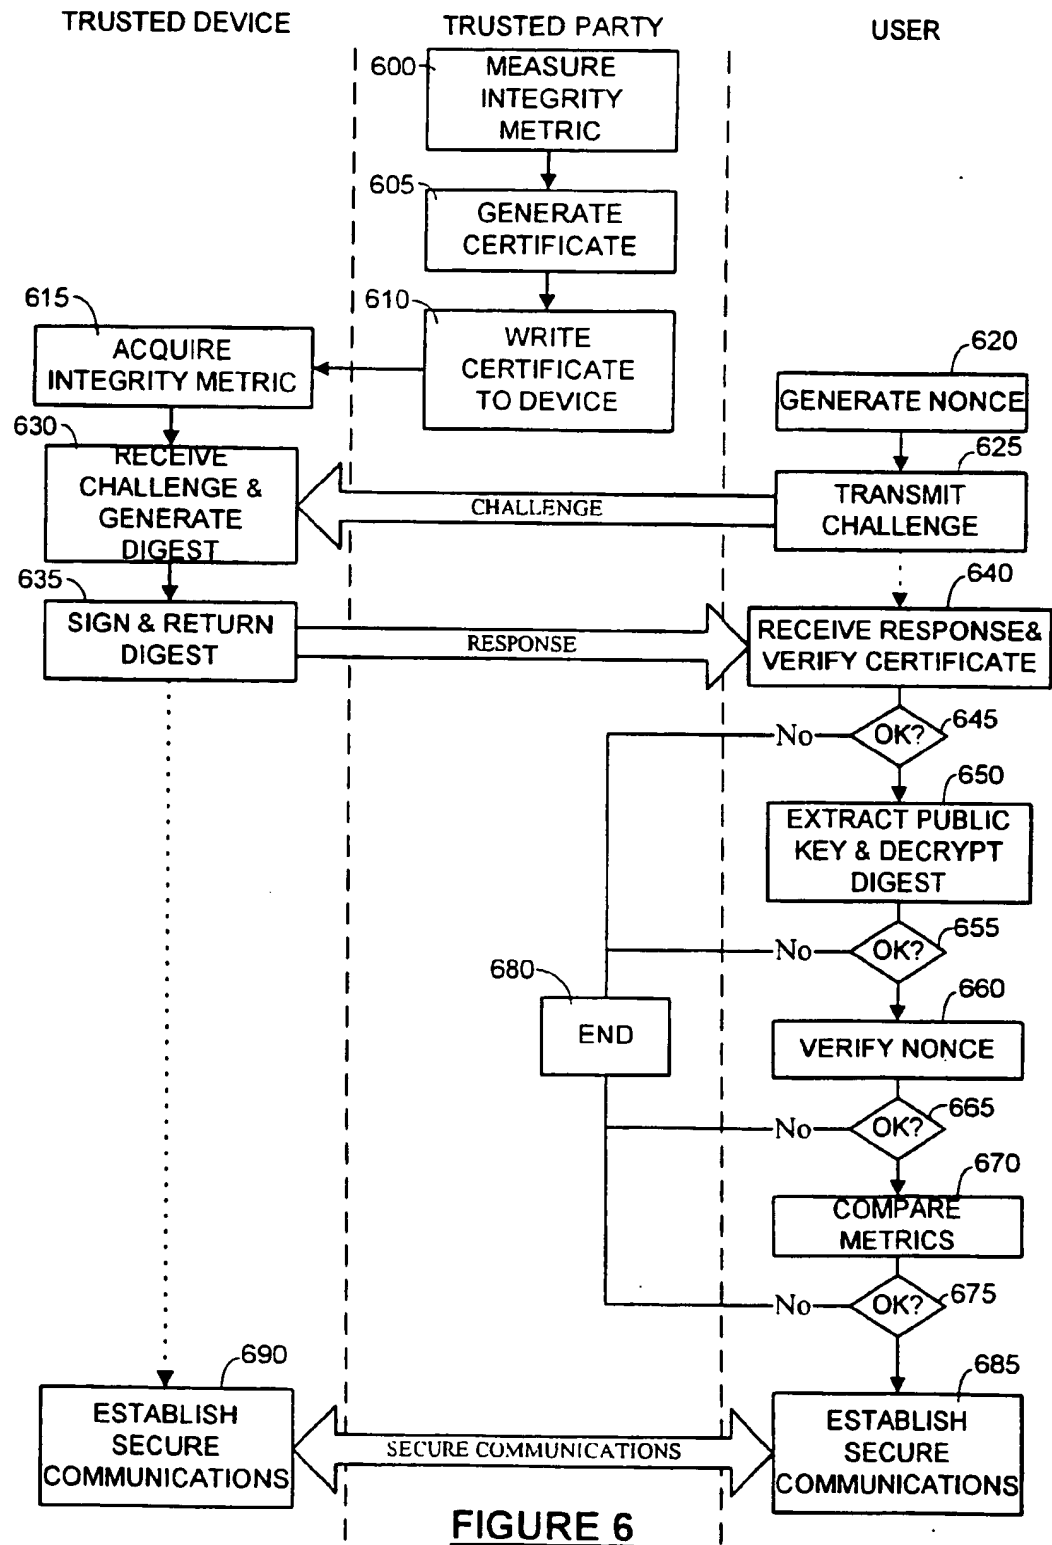 TRUSTED DEVICE
TRUSTED PARTY
USER
600
MEASURE
INTEGRITY
METRIC
605
GENERATE
CERTIFICATE
610
WRITE
CERTIFICATE
TO DEVICE
615
ACQUIRE
INTEGRITY METRIC
620
GENERATE NONCE
625
TRANSMIT
CHALLENGE
CHALLENGE
630
RECEIVE
CHALLENGE &
GENERATE
DIGEST
635
SIGN & RETURN
DIGEST
RESPONSE
640
RECEIVE RESPONSE&
VERIFY CERTIFICATE
645
OK?
No
650
EXTRACT PUBLIC
KEY & DECRYPT
DIGEST
655
OK?
No
680
END
660
VERIFY NONCE
665
OK?
No
670
COMPARE
METRICS
675
OK?
No
690
ESTABLISH
SECURE
COMMUNICATIONS
SECURE COMMUNICATIONS
685
ESTABLISH
SECURE
COMMUNICATIONS
FIGURE 6